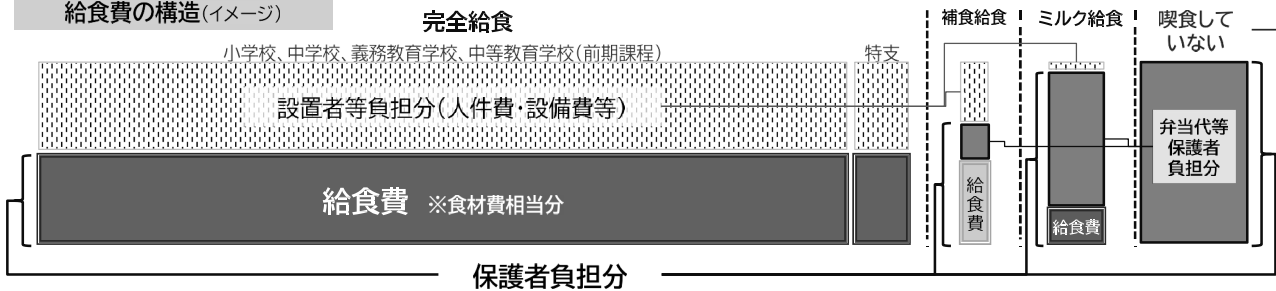 給食費の構造(イメージ)
完全給食
補食給食
ミルク給食
喫食して
いない
小学校、中学校、義務教育学校、中等教育学校(前期課程)
特支
設置者等負担分(人件費・設備費等)
弁当代等
保護者
負担分
給食費 ※食材費相当分
給食費
給食費
保護者負担分